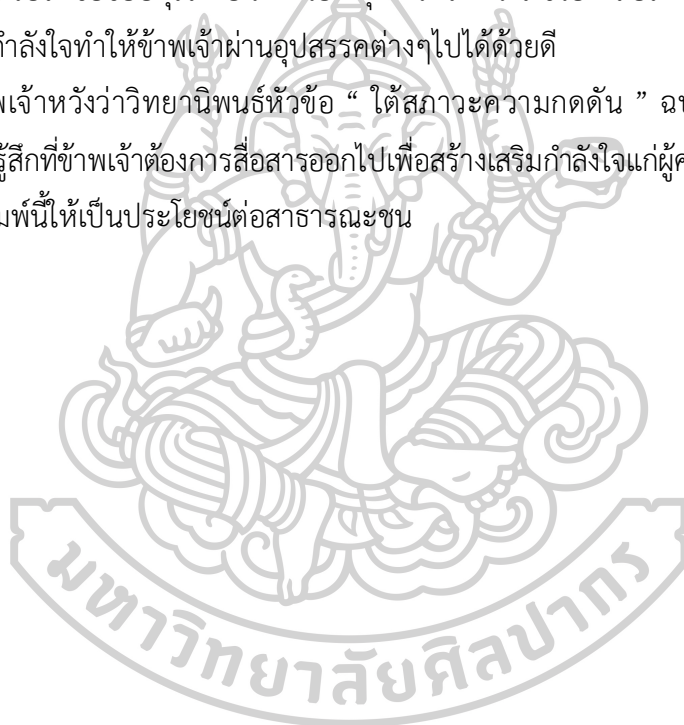 กำลังใจทำให้ข้าพเจ้าผ่านอุปสรรคต่างๆไปได้ด้วยดี
พเจ้าหวังว่าวิทยานิพนธ์หัวข้อ “ ใต้สภาวะความกดดัน ”
รู้สึกที่ข้าพเจ้าต้องการสื่อสารออกไปเพื่อสร้างเสริมกำลังใจแก่ผู้
มพ์นี้ให้เป็นประโยชน์ต่อสาธารณะชน
มหาวิทยาลัยศิลปากร